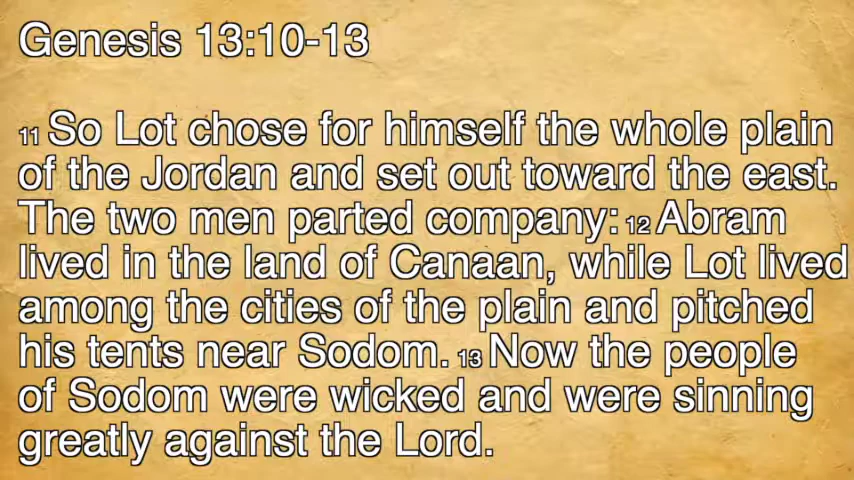 Genesis 13:10-13
11 So Lot chose for himself the whole plain
of the Jordan and set out toward the east.
The two men parted company: 12 Abram
lived in the land of Canaan, while Lot lived
among the cities of the plain and pitched
his tents near Sodom. 13 Now the people
of Sodom were wicked and were sinning
greatly against the Lord.